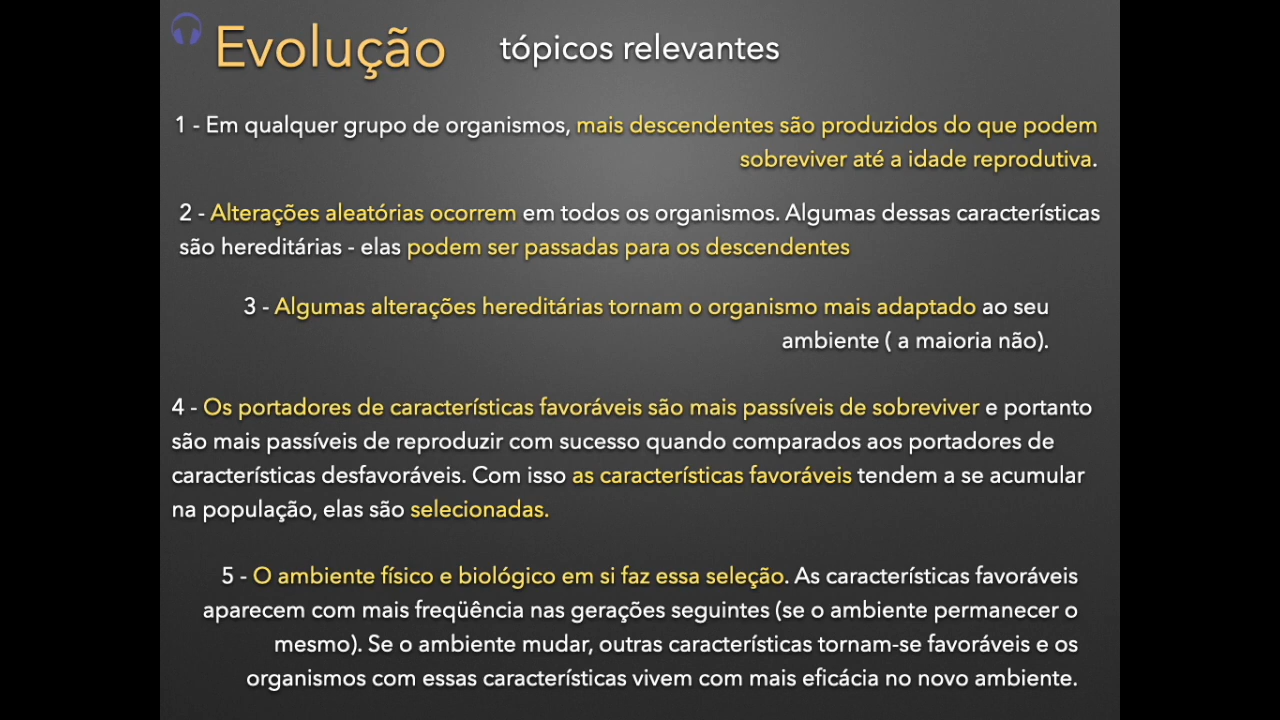 Evolução tópicos relevantes
1 - Em qualquer grupo de organismos, mais descendentes são produzidos do que podem
sobreviver até a idade reprodutiva.
2 - Alterações aleatórias ocorrem em todos os organismos. Algumas dessas características
são hereditárias - elas podem ser passadas para os descendentes
3 - Algumas alterações hereditárias tornam o organismo mais adaptado ao seu
ambiente ( a maioria não).
4 - Os portadores de características favoráveis são mais passíveis de sobreviver e portanto
são mais passíveis de reproduzir com sucesso quando comparados aos portadores de
características desfavoráveis. Com isso as características favoráveis tendem a se acumular
na população, elas são selecionadas.
5 - O ambiente físico e biológico em si faz essa seleção. As características favoráveis
aparecem com mais freqüência nas gerações seguintes (se o ambiente permanecer o
mesmo). Se o ambiente mudar, outras características tornam-se favoráveis e os
organismos com essas características vivem com mais eficácia no novo ambiente.